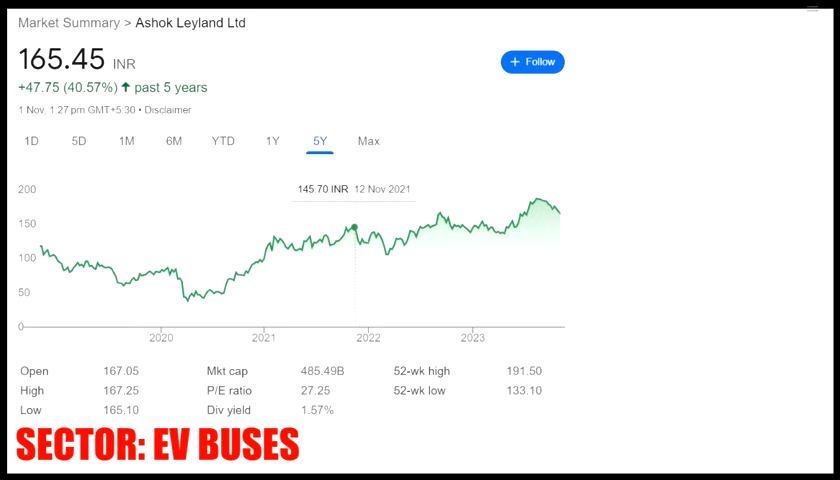 Market Summary > Ashok Leyland Ltd
165.45 INR
+ Follow
+47.75 (40.57%) ↑ past 5 years
1 Nov, 1:27 pm GMT+5:30 • Disclaimer
1D 5D 1M 6M YTD 1Y 5Y Max
145.70 INR 12 Nov 2021
200
150
100
50
0
2020 2021 2022 2023
Open 167.05 Mkt cap 485.49B 52-wk high 191.50
High 167.25 P/E ratio 27.25 52-wk low 133.10
Low 165.10 Div yield 1.57%
SECTOR: EV BUSES